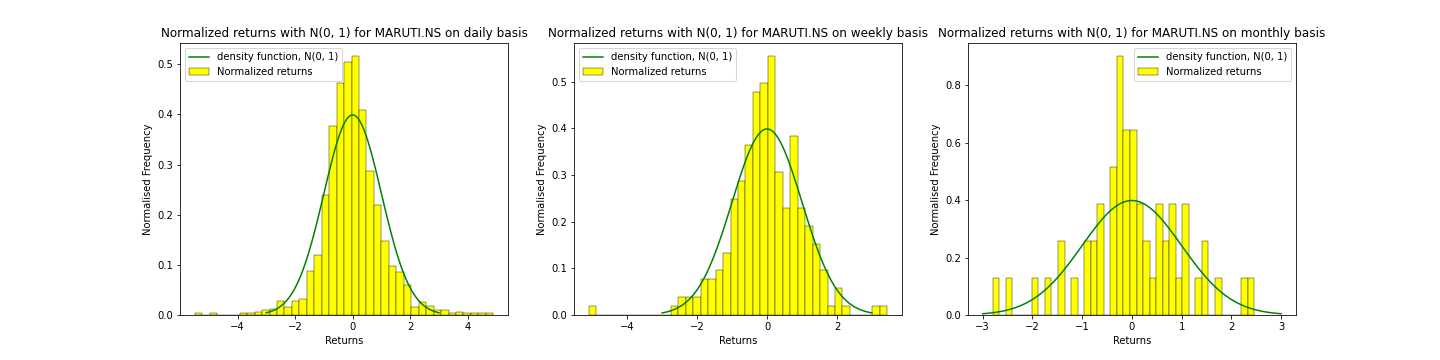 Normalized returns with N(0, 1) for MARUTI.NS on daily basis
density function, N(0, 1)
Normalized returns
0.5
0.4
0.3
0.2
0.1
0.0
Normalised Frequency
−4
−2
0
2
4
Returns
Normalized returns with N(0, 1) for MARUTI.NS on weekly basis
density function, N(0, 1)
Normalized returns
0.5
0.4
0.3
0.2
0.1
0.0
Normalised Frequency
−4
−2
0
2
Returns
Normalized returns with N(0, 1) for MARUTI.NS on monthly basis
density function, N(0, 1)
Normalized returns
0.8
0.6
0.4
0.2
0.0
Normalised Frequency
−3
−2
−1
0
1
2
3
Returns